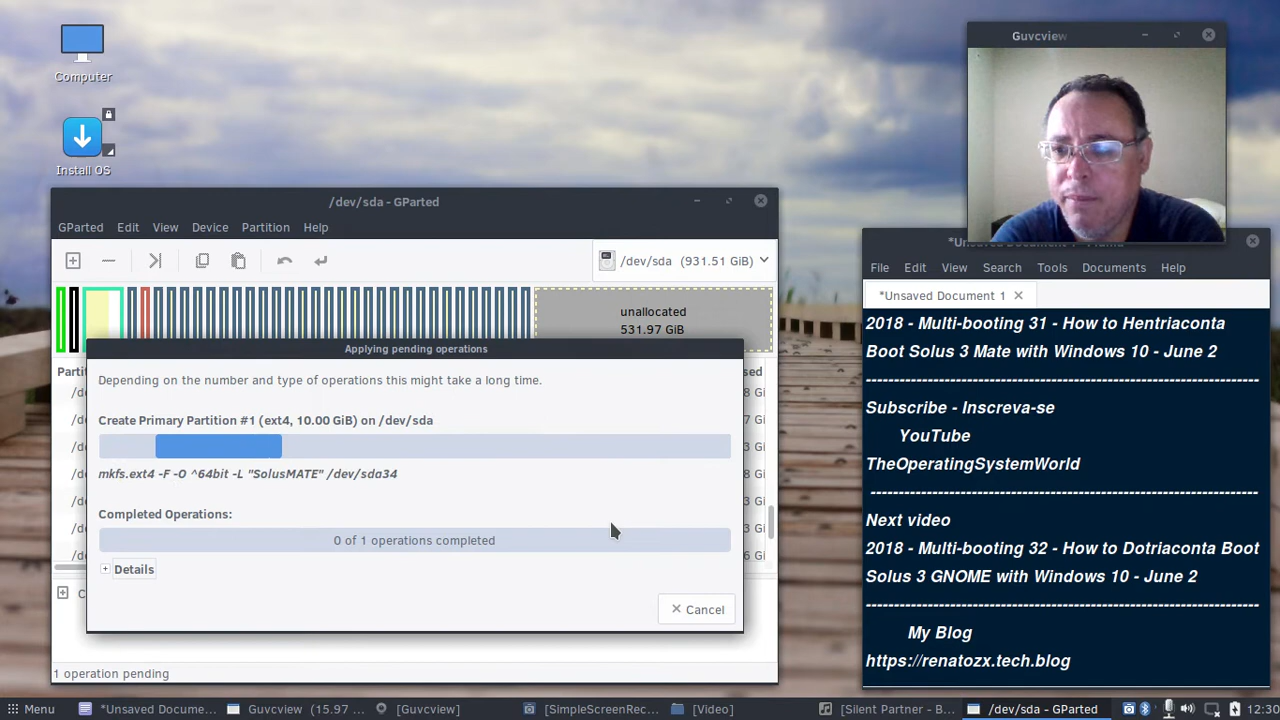 Computer
Install OS
Guvcview
/dev/sda - GParted
GParted Edit View Device Partition Help
/dev/sda (931.51 GiB)
unallocated
531.97 GiB
Applying pending operations
Depending on the number and type of operations this might take a long time.
Create Primary Partition #1 (ext4, 10.00 GiB) on /dev/sda
mkfs.ext4 -F -O ^64bit -L "SolusMATE" /dev/sda34
Completed Operations:
0 of 1 operations completed
+ Details
Cancel
1 operation pending
File Edit View Search Tools Documents Help
*Unsaved Document 1
2018 - Multi-booting 31 - How to Hentriaconta
Boot Solus 3 Mate with Windows 10 - June 2
------------------------------------------------------------------
Subscribe - Inscreva-se
YouTube
TheOperatingSystemWorld
------------------------------------------------------------------
Next video
2018 - Multi-booting 32 - How to Dotriaconta Boot
Solus 3 GNOME with Windows 10 - June 2
------------------------------------------------------------------
My Blog
https://renatozx.tech.blog
Menu *Unsaved Docume... Guvcview (15.97 ... [Guvcview] [SimpleScreenRec... [Video] [Silent Partner - B... /dev/sda - GParted 12:30